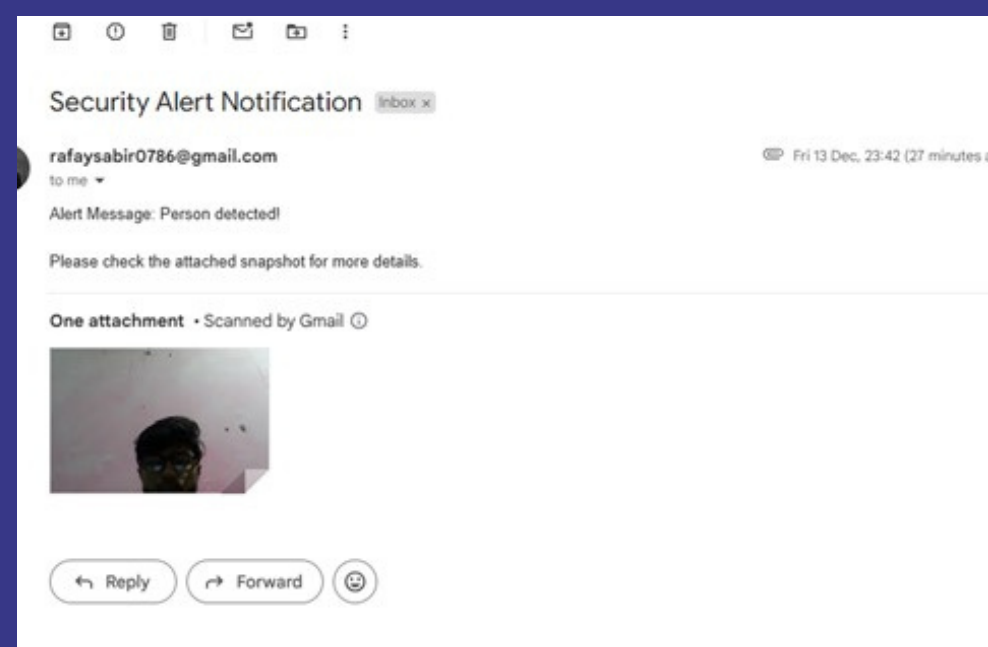 Security Alert Notification Inbox x
rafaysabir0786@gmail.com Fri 13 Dec, 23:42 (27 minutes a
to me
Alert Message: Person detected!
Please check the attached snapshot for more details.
One attachment • Scanned by Gmail
Reply Forward